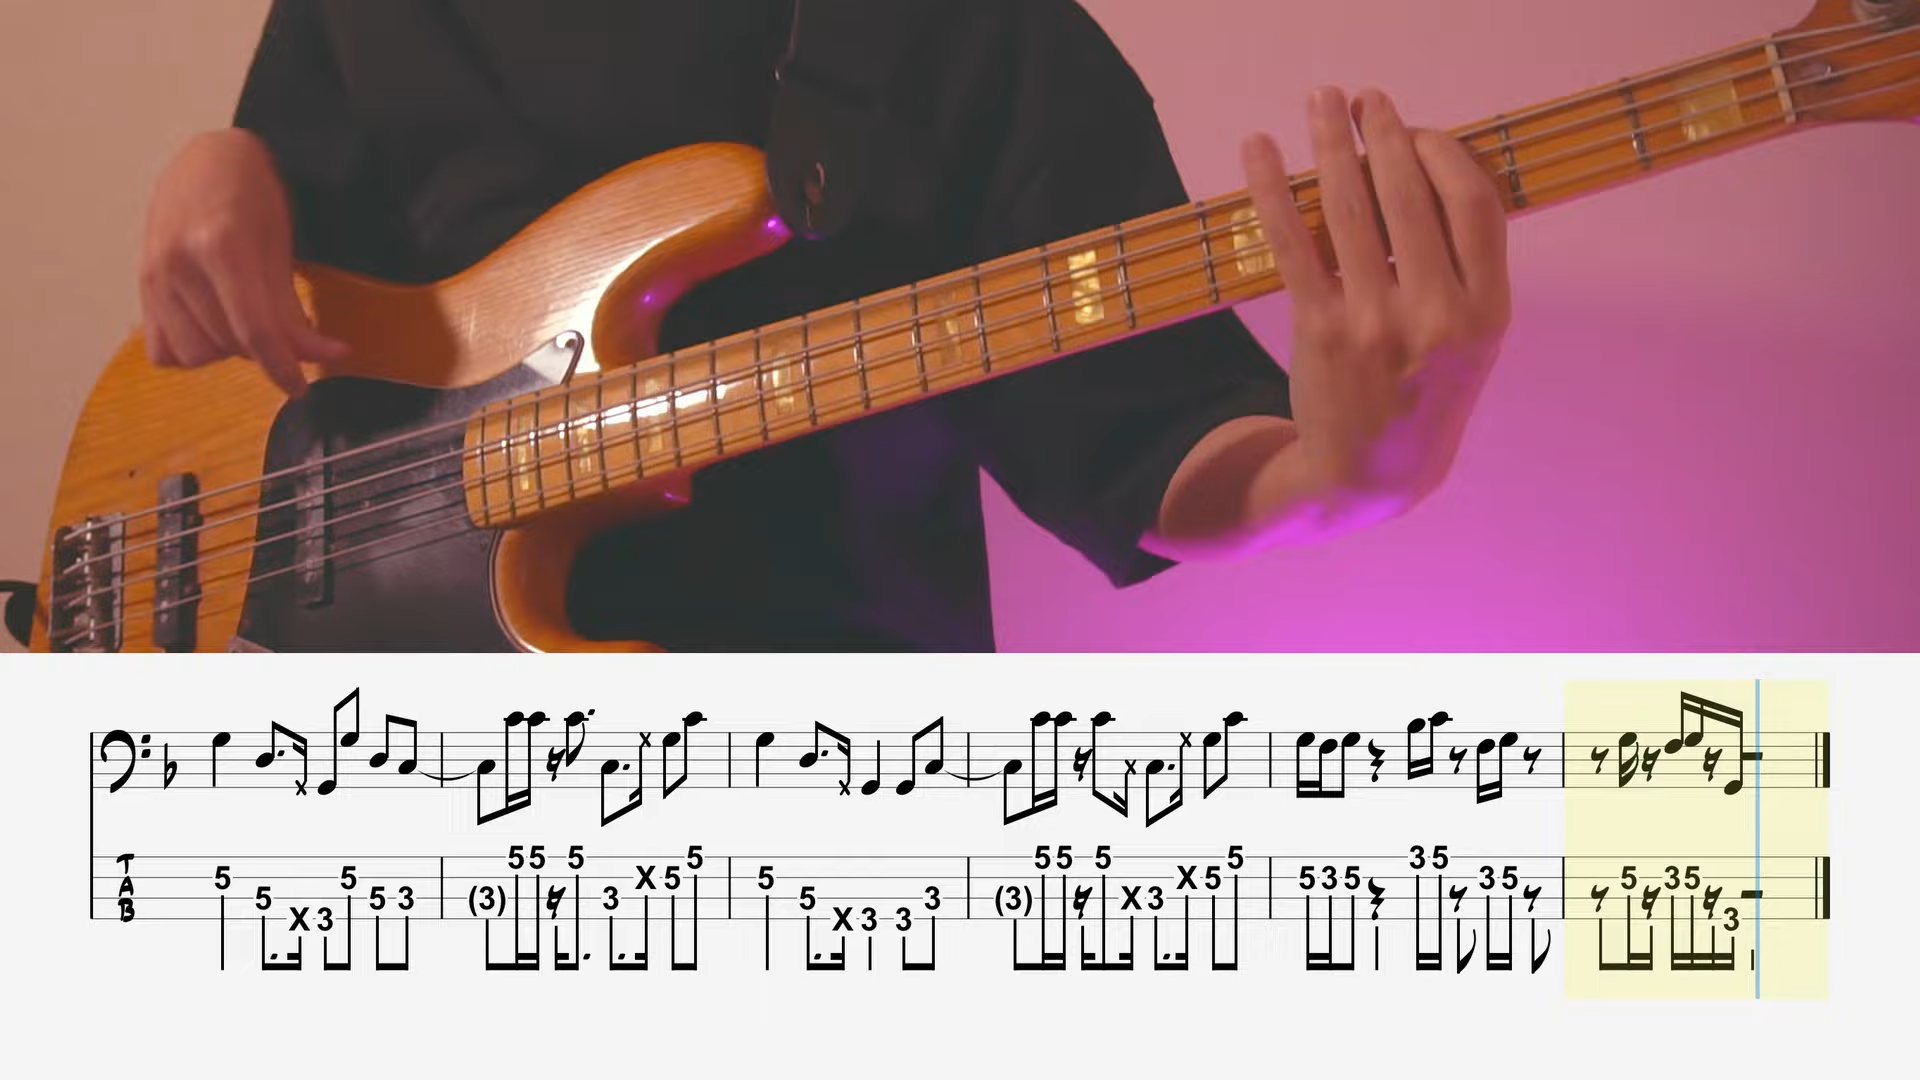 T 5 5 5 5 5 5 5 3 5
A 5 5 X 5 5 X 5 5 3 5 3 5 5 3 5
B 5 5 3 (3) 3 5 3 (3) X 3
X 3 X 3 3 3